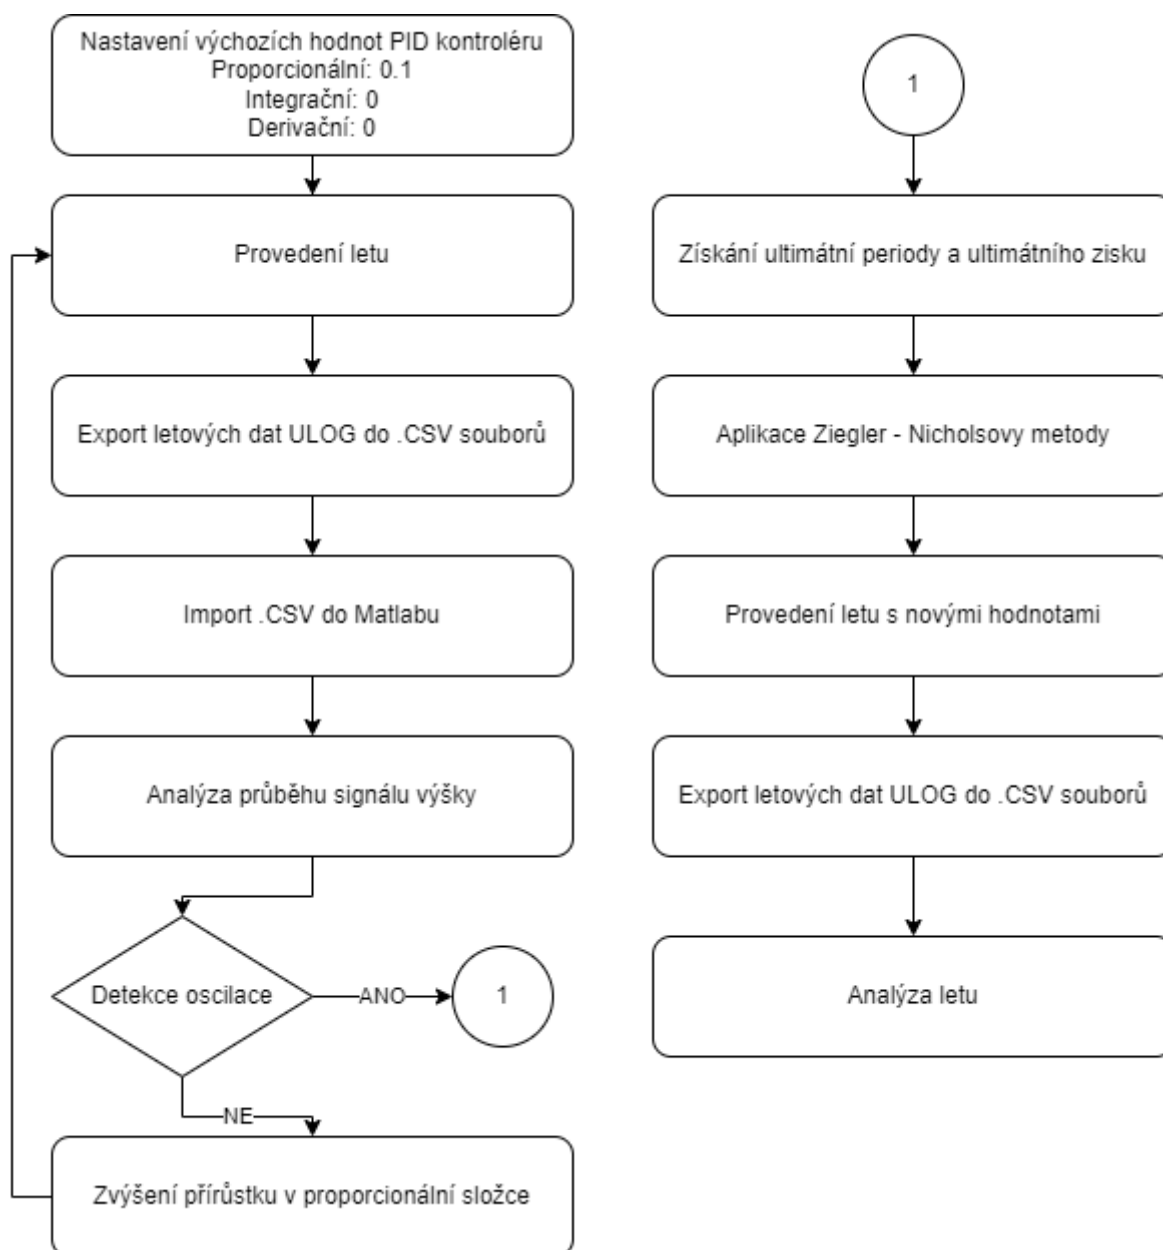 Nastavení výchozích hodnot PID kontroléru
Proporcionální: 0.1
Integrační: 0
Derivační: 0
Provedení letu
Export letových dat ULOG do .CSV souborů
Import .CSV do Matlabu
Analýza průběhu signálu výšky
Detekce oscilace
ANO
1
NE
Zvýšení přírůstku v proporcionální složce
1
Získání ultimátní periody a ultimátního zisku
Aplikace Ziegler - Nicholsovy metody
Provedení letu s novými hodnotami
Export letových dat ULOG do .CSV souborů
Analýza letu